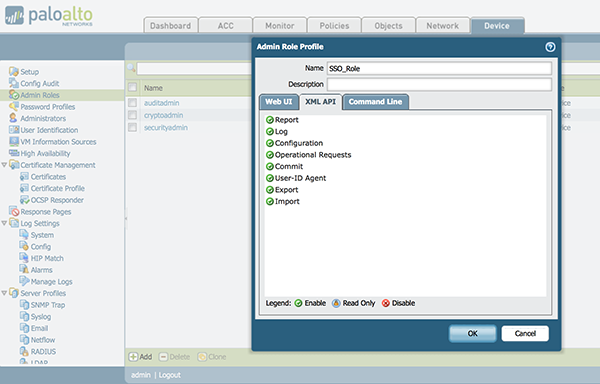 paloalto
NETWORKS
Dashboard ACC Monitor Policies Objects Network Device
Admin Role Profile
Name SSO_Role
Description
Web UI XML API Command Line
Report
Log
Configuration
Operational Requests
Commit
User-ID Agent
Export
Import
Legend: Enable Read Only Disable
OK Cancel
Setup
Config Audit
Admin Roles
Password Profiles
Administrators
User Identification
VM Information Sources
High Availability
Certificate Management
Certificates
Certificate Profile
OCSP Responder
Response Pages
Log Settings
System
Config
HIP Match
Alarms
Manage Logs
Server Profiles
SNMP Trap
Syslog
Email
Netflow
RADIUS
LDAP
Name
auditadmin
cryptoadmin
securityadmin
Add Delete Clone
admin | Logout